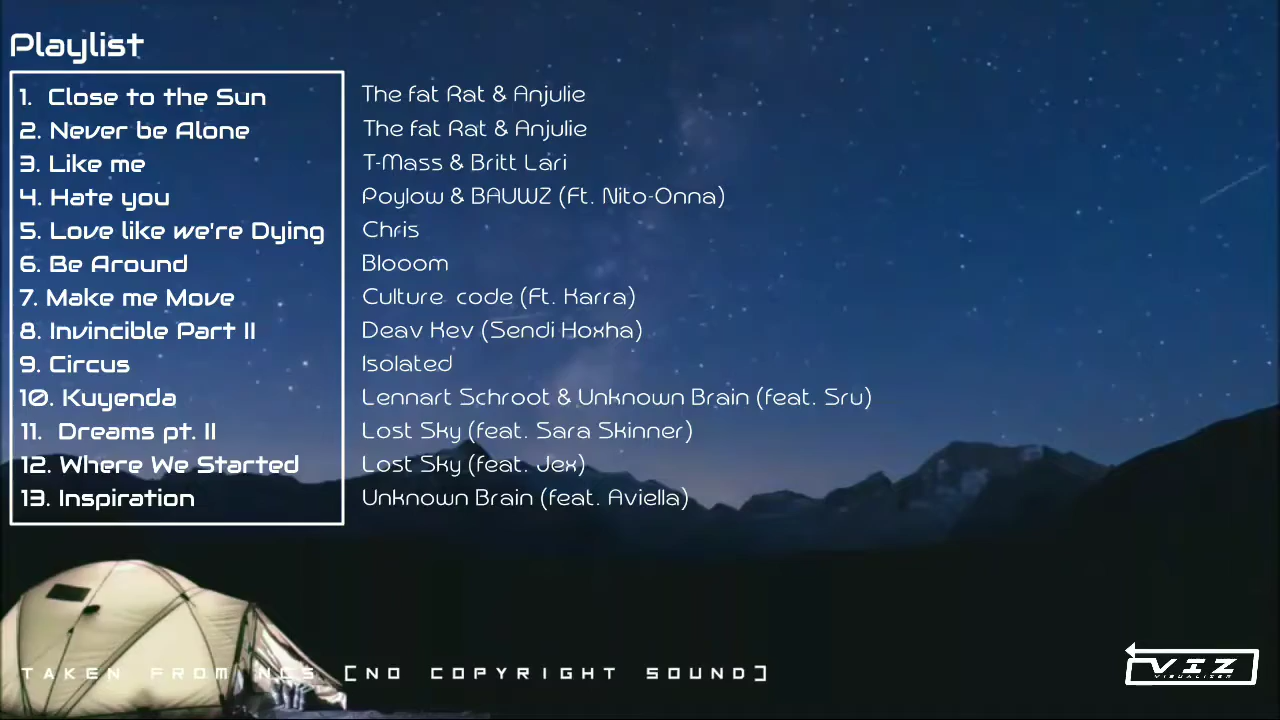 Playlist
1. Close to the Sun The fat Rat & Anjulie
2. Never be Alone The fat Rat & Anjulie
3. Like me T-Mass & Britt Lari
4. Hate you Poylow & BAUWZ (Ft. Nito-Onna)
5. Love like we're Dying Chris
6. Be Around Blooom
7. Make me Move Culture code (Ft. Karra)
8. Invincible Part II Deav Kev (Sendi Hoxha)
9. Circus Isolated
10. Kuyenda Lennart Schroot & Unknown Brain (feat. Sru)
11. Dreams pt. II Lost Sky (feat. Sara Skinner)
12. Where We Started Lost Sky (feat. Jex)
13. Inspiration Unknown Brain (feat. Aviella)
TAKEN FROM NCS [NO COPYRIGHT SOUND]
VIZ
VISUALIZER